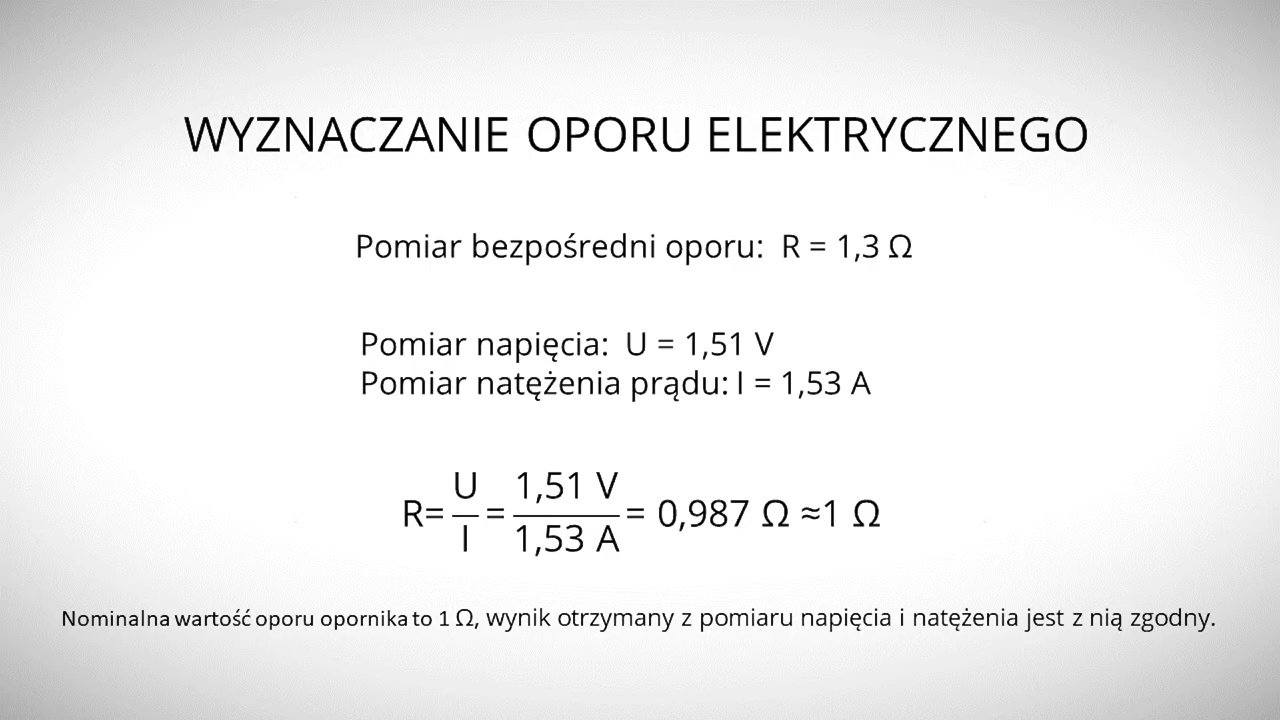 WYZNACZANIE OPORU ELEKTRYCZNEGO
Pomiar bezpośredni oporu: R = 1,3 Ω
Pomiar napięcia: U = 1,51 V
Pomiar natężenia prądu: I = 1,53 A
R= U/I = 1,51 V/1,53 A = 0,987 Ω ≈1 Ω
Nominalna wartość oporu opornika to 1 Ω, wynik otrzymany z pomiaru napięcia i natężenia jest z nią zgodny.